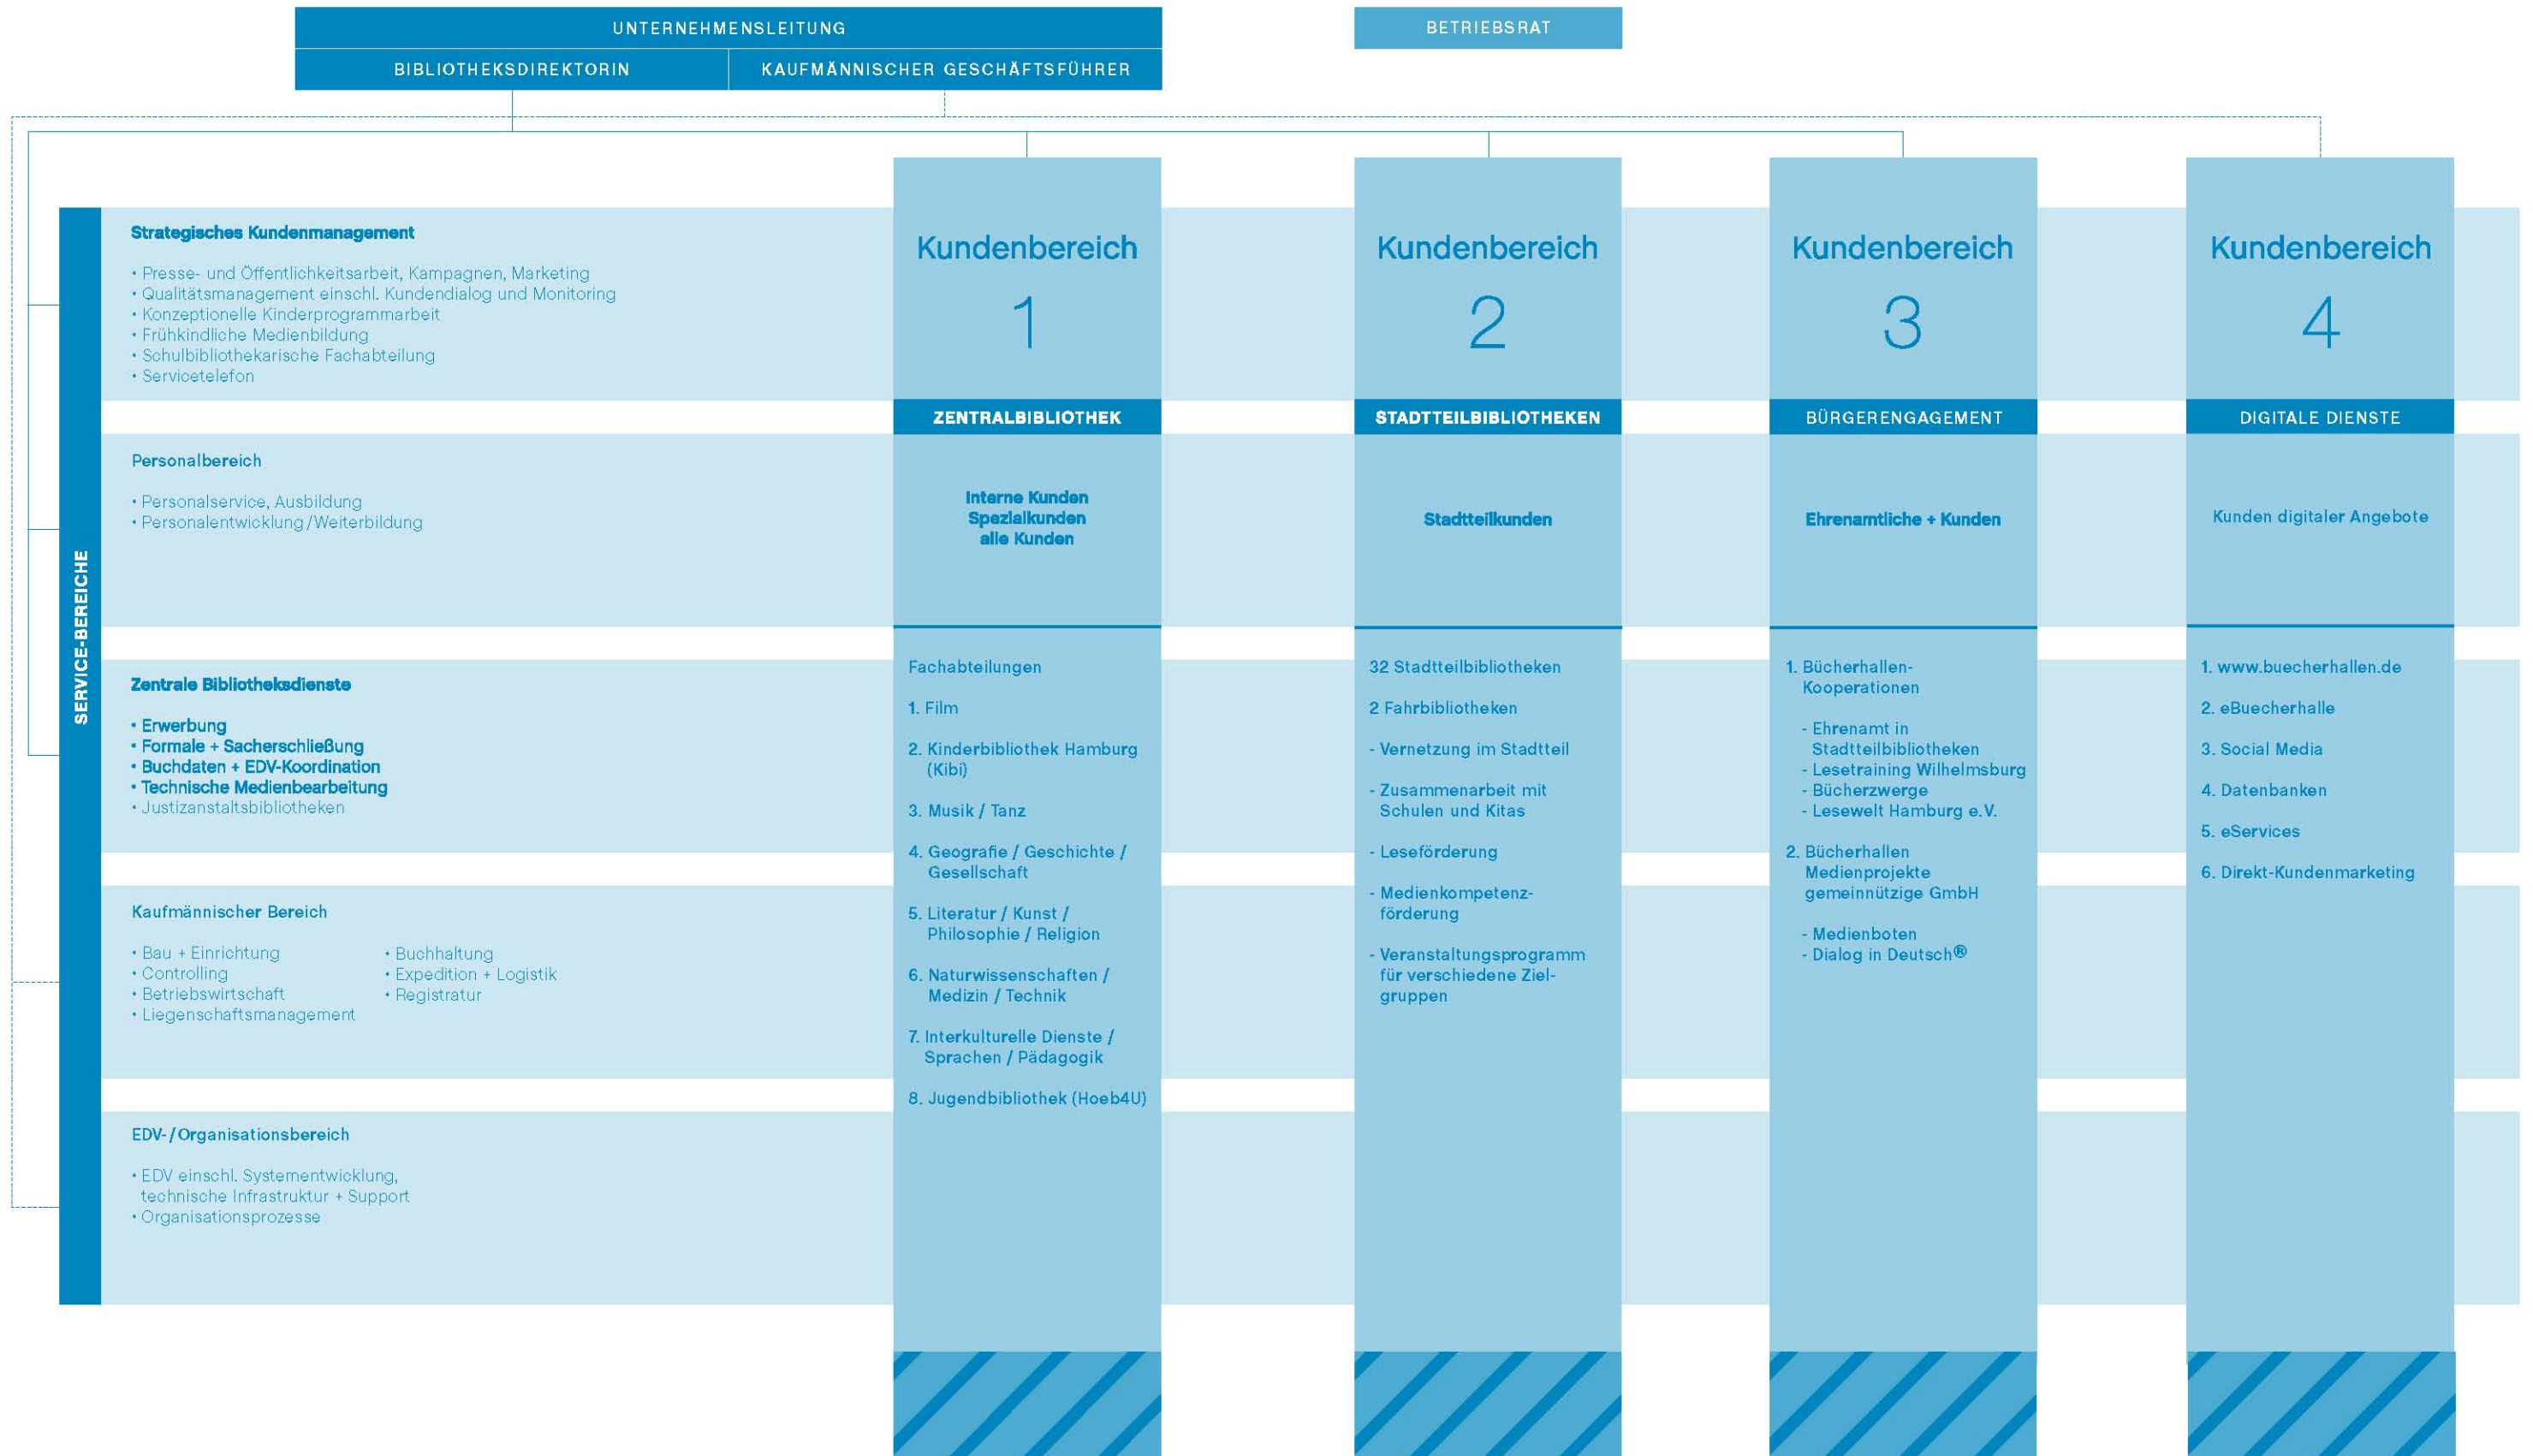 UNTERNEHMENSLEITUNG
BIBLIOTHEKSDIREKTORIN
KAUFMÄNNISCHER GESCHÄFTSFÜHRER
BETRIEBSRAT
SERVICE-BEREICHE
Strategisches Kundenmanagement
• Presse- und Öffentlichkeitsarbeit, Kampagnen, Marketing
• Qualitätsmanagement einschl. Kundendialog und Monitoring
• Konzeptionelle Kinderprogrammarbeit
• Frühkindliche Medienbildung
• Schulbibliothekarische Fachabteilung
• Servicetelefon
Personalbereich
• Personalservice, Ausbildung
• Personalentwicklung/Weiterbildung
Zentrale Bibliotheksdienste
• Erwerbung
• Formale + Sacherschließung
• Buchdaten + EDV-Koordination
• Technische Medienbearbeitung
• Justizanstaltsbibliotheken
Kaufmännischer Bereich
• Bau + Einrichtung
• Controlling
• Betriebswirtschaft
• Liegenschaftsmanagement
• Buchhaltung
• Expedition + Logistik
• Registratur
EDV-/Organisationsbereich
• EDV einschl. Systementwicklung,
technische Infrastruktur + Support
• Organisationsprozesse
Kundenbereich
1
ZENTRALBIBLIOTHEK
Interne Kunden
Spezialkunden
alle Kunden
Fachabteilungen
1. Film
2. Kinderbibliothek Hamburg
(Kibi)
3. Musik / Tanz
4. Geografie / Geschichte /
Gesellschaft
5. Literatur / Kunst /
Philosophie / Religion
6. Naturwissenschaften /
Medizin / Technik
7. Interkulturelle Dienste /
Sprachen / Pädagogik
8. Jugendbibliothek (Hoeb4U)
Kundenbereich
2
STADTTEILBIBLIOTHEKEN
Stadtteilkunden
32 Stadtteilbibliotheken
2 Fahrbibliotheken
- Vernetzung im Stadtteil
- Zusammenarbeit mit
Schulen und Kitas
- Leseförderung
- Medienkompetenz-
förderung
- Veranstaltungsprogramm
für verschiedene Ziel-
gruppen
Kundenbereich
3
BÜRGERENGAGEMENT
Ehrenamtliche + Kunden
1. Bücherhallen-
Kooperationen
- Ehrenamt in
Stadtteilbibliotheken
- Lesetraining Wilhelmsburg
- Bücherzwerge
- Lesewelt Hamburg e.V.
2. Bücherhallen
Medienprojekte
gemeinnützige GmbH
- Medienboten
- Dialog in Deutsch®
Kundenbereich
4
DIGITALE DIENSTE
Kunden digitaler Angebote
1. www.buecherhallen.de
2. eBuecherhalle
3. Social Media
4. Datenbanken
5. eServices
6. Direkt-Kundenmarketing